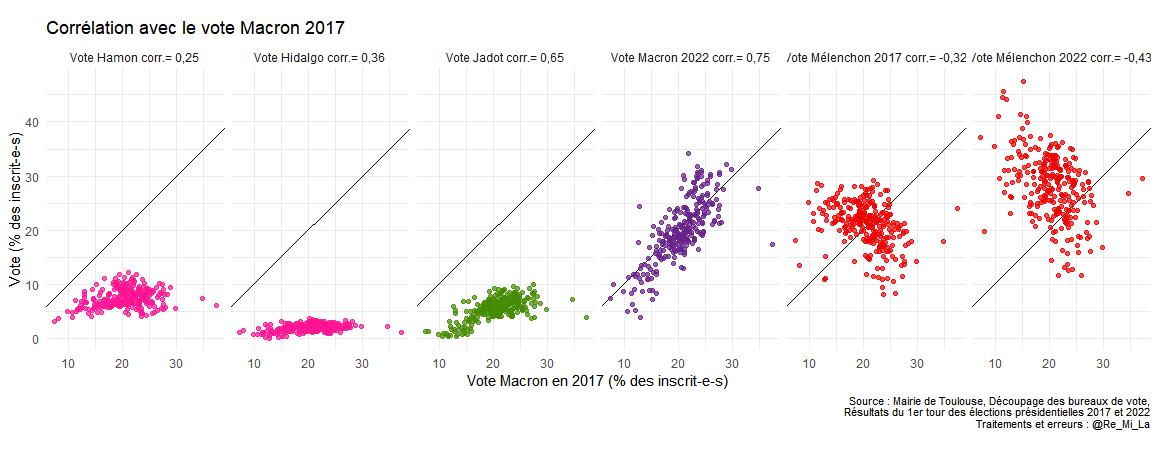 Corrélation avec le vote Macron 2017
Vote Hamon corr.= 0,25
Vote Hidalgo corr.= 0,36
Vote Jadot corr.= 0,65
Vote Macron 2022 corr.= 0,75
Vote Mélenchon 2017 corr.= -0,32
Vote Mélenchon 2022 corr.= -0,43
Vote (% des inscrit-e-s)
40
30
20
10
0
10 20 30
10 20 30
10 20 30
10 20 30
10 20 30
10 20 30
Vote Macron en 2017 (% des inscrit-e-s)
Source : Mairie de Toulouse, Découpage des bureaux de vote,
Résultats du 1er tour des élections présidentielles 2017 et 2022
Traitements et erreurs : @Re_Mi_La